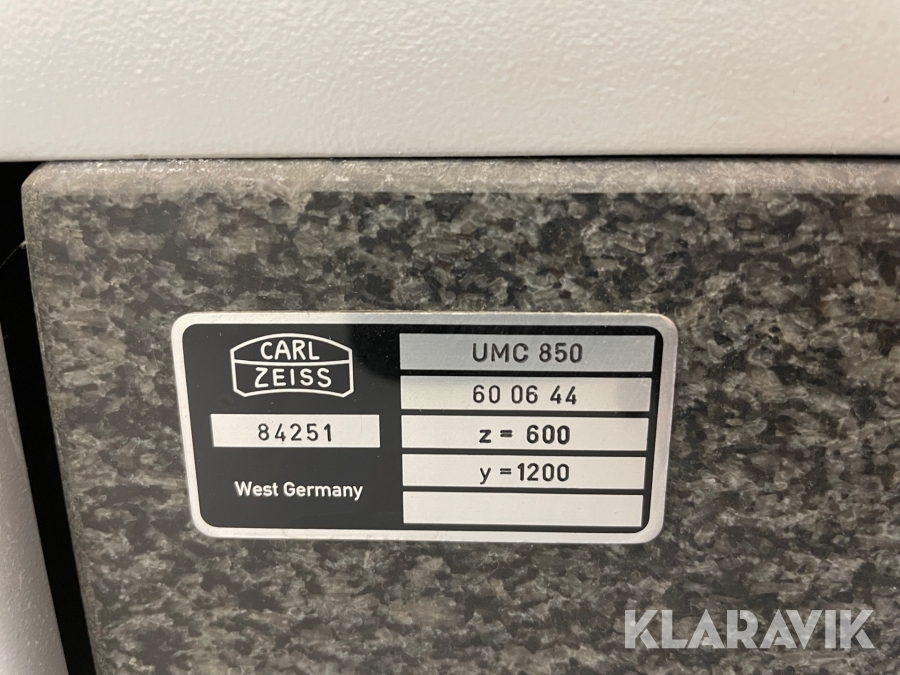 CARL
ZEISS
84251
West Germany
UMC 850
60 06 44
z = 600
y = 1200
KLARAVIK